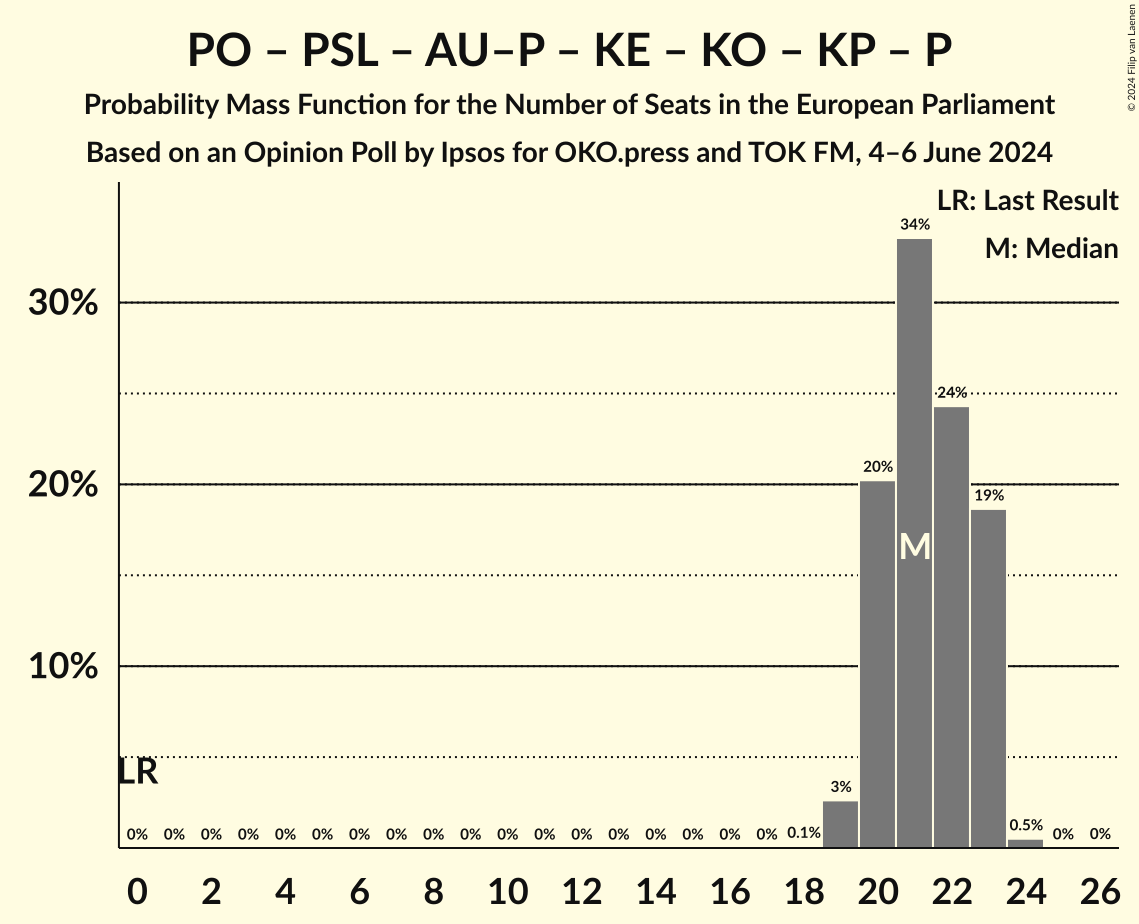 PO – PSL – AU–P – KE – KO – KP – P
Probability Mass Function for the Number of Seats in the European Parliament
Based on an Opinion Poll by Ipsos for OKO.press and TOK FM, 4–6 June 2024
© 2024 Filip van Laenen
LR: Last Result
M: Median
34%
30%
24%
20%
20%
19%
M
10%
LR
3%
0% 0% 0% 0% 0% 0% 0% 0% 0% 0% 0% 0% 0% 0% 0% 0% 0% 0% 0.1% 0.5% 0% 0%
0 2 4 6 8 10 12 14 16 18 20 22 24 26